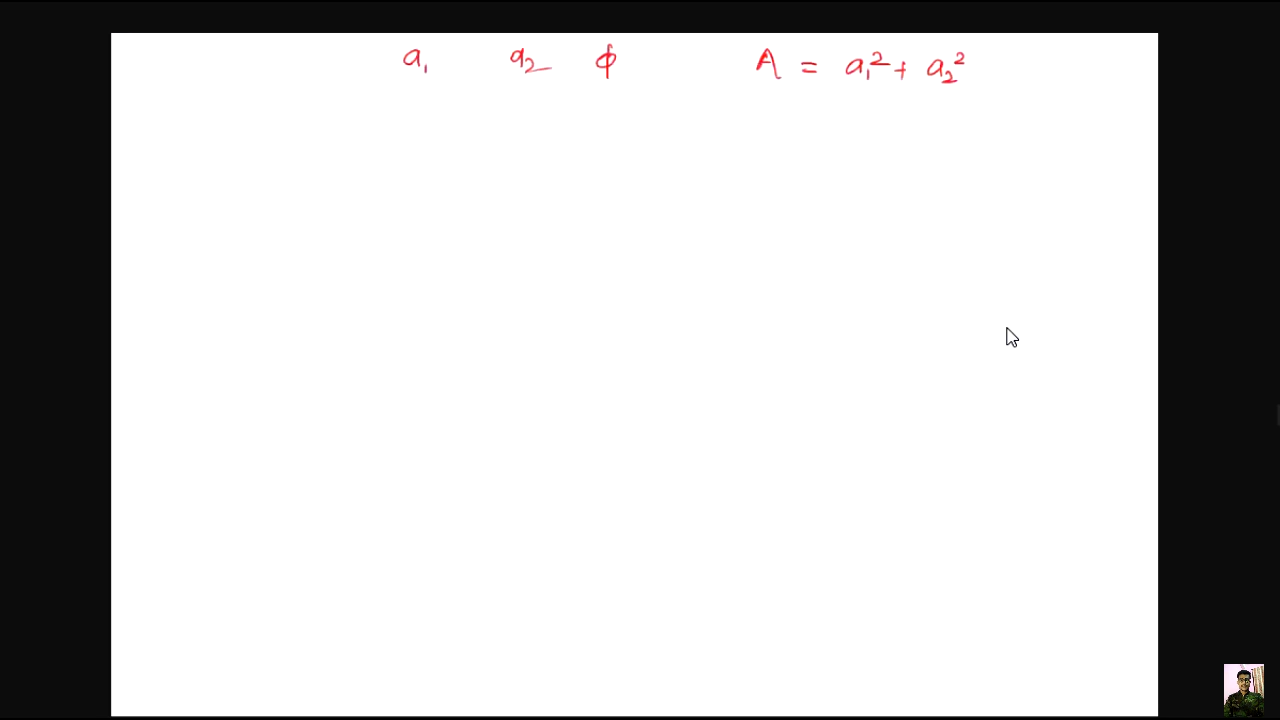 a₁ a₂ ϕ A = a₁² + a₂²